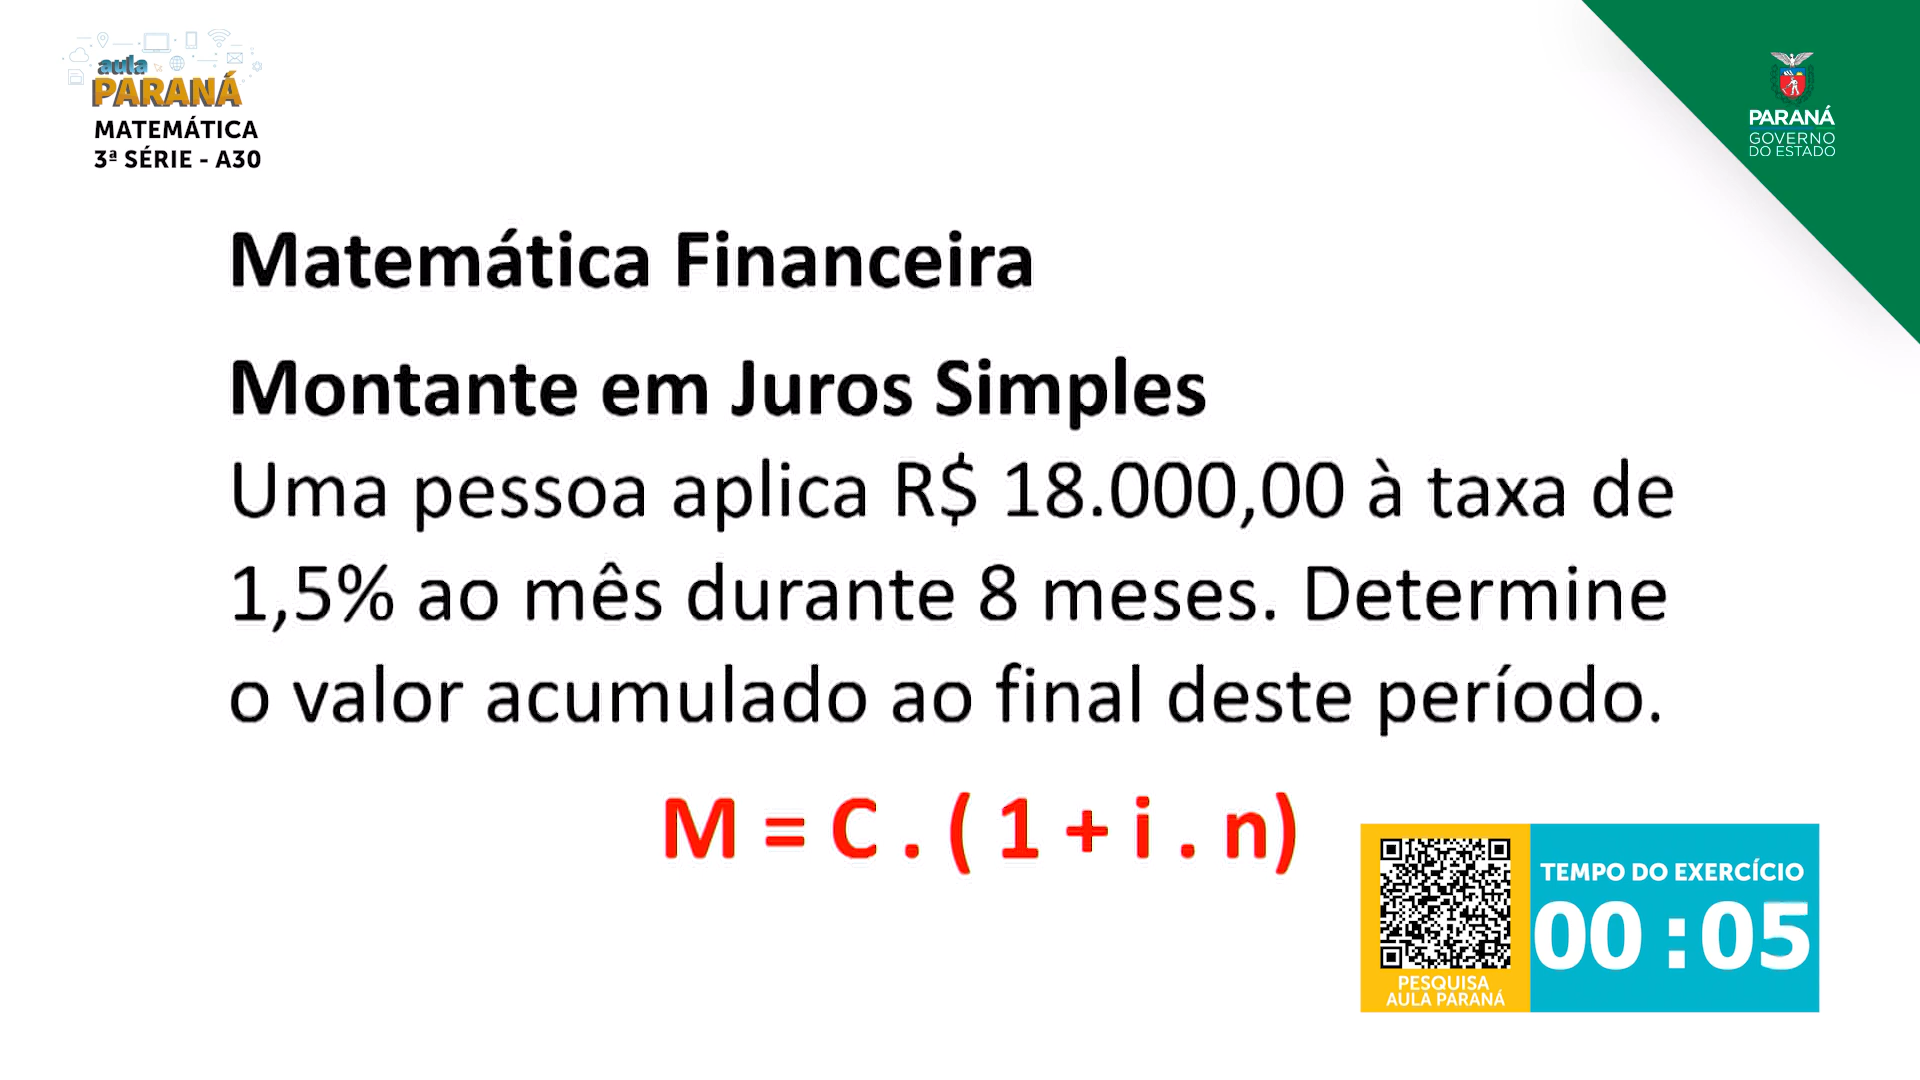 aula
PARANÁ
MATEMÁTICA
3ª SÉRIE - A30
PARANÁ
GOVERNO
DO ESTADO
Matemática Financeira
Montante em Juros Simples
Uma pessoa aplica R$ 18.000,00 à taxa de
1,5% ao mês durante 8 meses. Determine
o valor acumulado ao final deste período.
M = C . ( 1 + i . n)
TEMPO DO EXERCÍCIO
00 : 05
PESQUISA
AULA PARANÁ